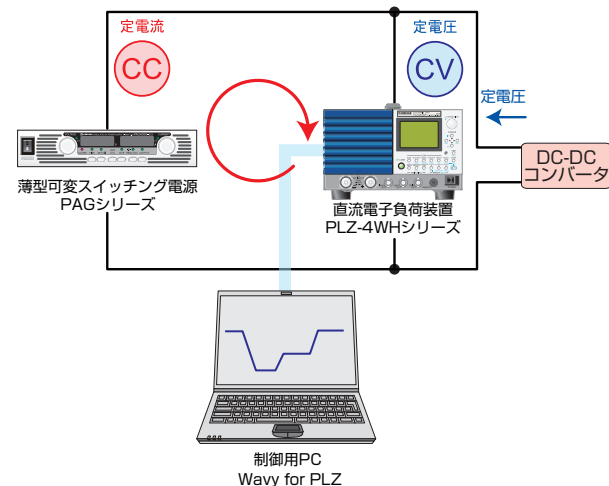 定電流
CC
定電圧
CV
定電圧
DC-DC
コンバータ
薄型可変スイッチング電源
PAGシリーズ
直流電子負荷装置
PLZ-4WHシリーズ
制御用PC
Wavy for PLZ